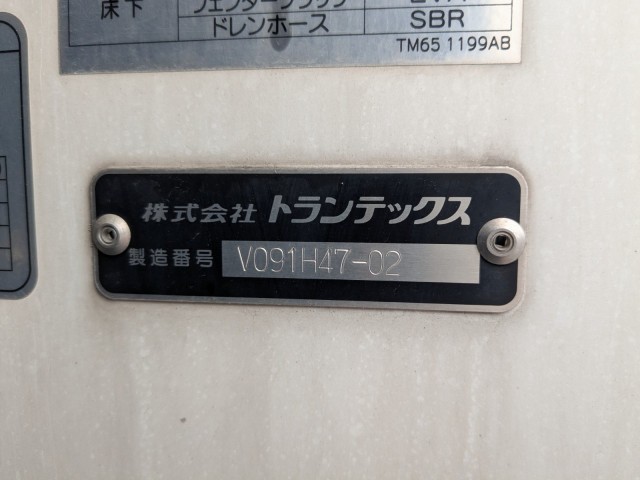 床下
ドレンホース SBR
TM65 1199AB
株式会社 トランテックス
製造番号 V091H47-02